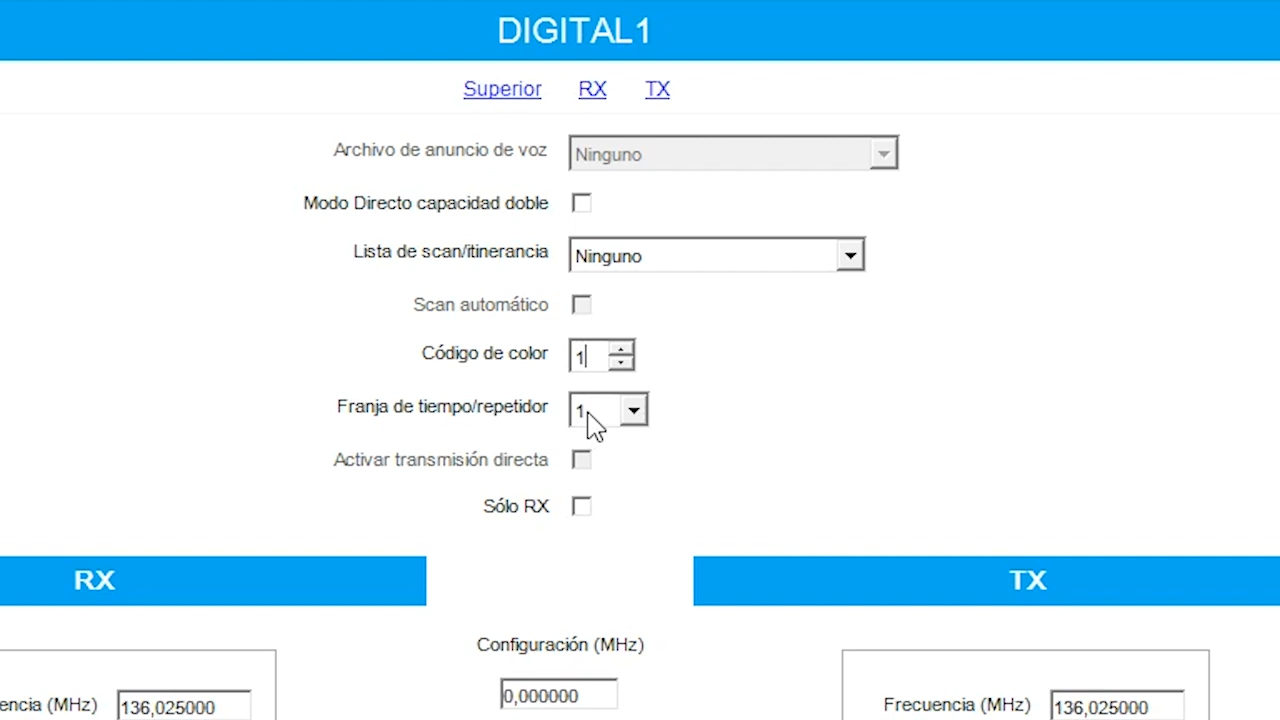 DIGITAL1
Superior RX TX
Archivo de anuncio de voz Ninguno
Modo Directo capacidad doble
Lista de scan/itinerancia Ninguno
Scan automático
Código de color 1
Franja de tiempo/repetidor 1
Activar transmisión directa
Sólo RX
RX TX
Configuración (MHz)
encia (MHz) 136,025000 0,000000 Frecuencia (MHz) 136,025000